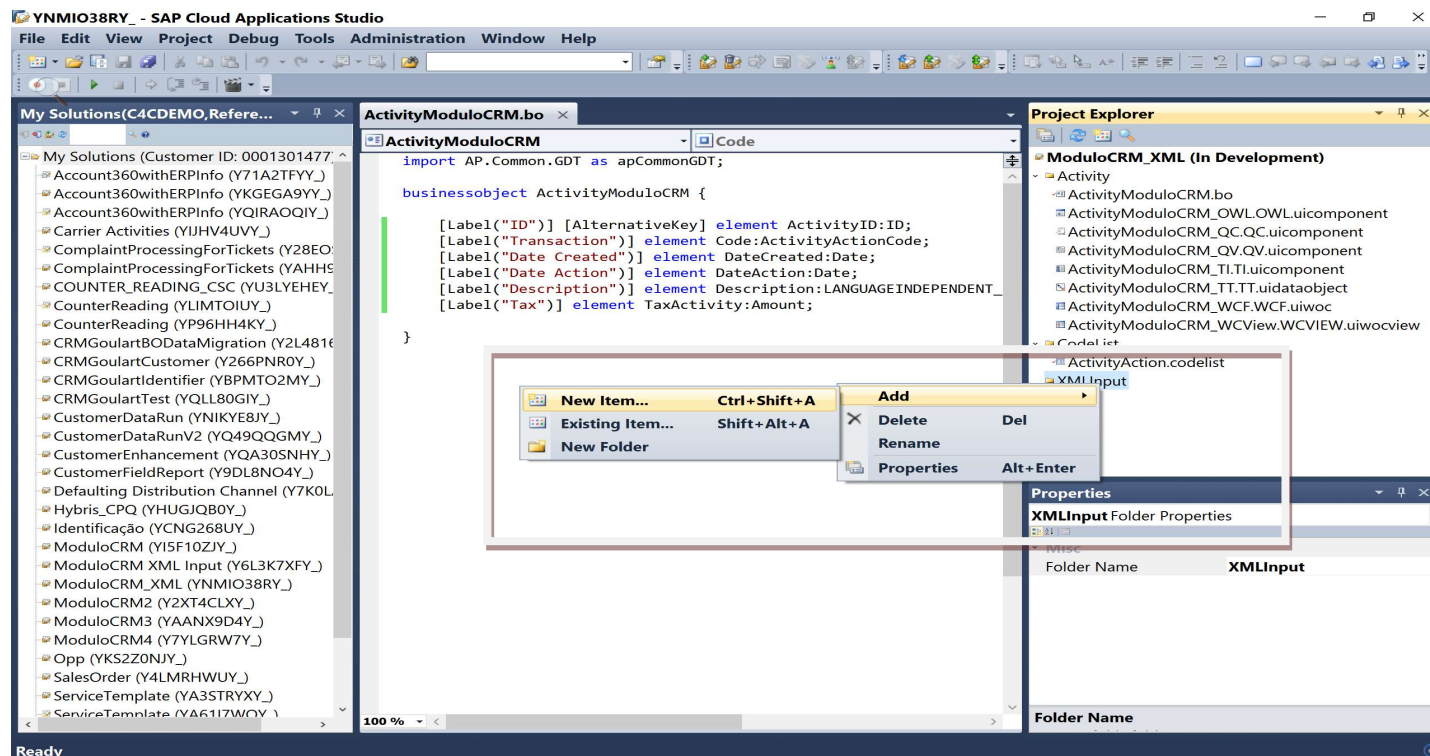 YNMIO38RY_ - SAP Cloud Applications Studio
File Edit View Project Debug Tools Administration Window Help
My Solutions(C4CDEMO,Refere...
My Solutions (Customer ID: 0001301477
Account360withERPInfo (Y71A2TFYY_)
Account360withERPInfo (YKGEGA9YY_)
Account360withERPInfo (YQIRAOQIY_)
Carrier Activities (YIJHV4UVY_)
ComplaintProcessingForTickets (Y28EO
ComplaintProcessingForTickets (YAHH9
COUNTER_READING_CSC (YU3LYEHEY_
CounterReading (YLIMTOIUY_)
CounterReading (YP96HH4KY_)
CRMGoulartBODataMigration (Y2L4816
CRMGoulartCustomer (Y266PNR0Y_)
CRMGoulartIdentifier (YBPMTO2MY_)
CRMGoulartTest (YQLL80GIY_)
CustomerDataRun (YNIKYE8JY_)
CustomerDataRunV2 (YQ49QQGMY_)
CustomerEnhancement (YQA30SNHY_)
CustomerFieldReport (Y9DL8NO4Y_)
Defaulting Distribution Channel (Y7K0L
Hybris_CPQ (YHUGJQB0Y_)
Identificação (YCNG268UY_)
ModuloCRM (YI5F10ZJY_)
ModuloCRM XML Input (Y6L3K7XFY_)
ModuloCRM_XML (YNMIO38RY_)
ModuloCRM2 (Y2XT4CLXY_)
ModuloCRM3 (YAANX9D4Y_)
ModuloCRM4 (Y7YLGRW7Y_)
Opp (YKS2Z0NJY_)
SalesOrder (Y4LMRHWUY_)
ServiceTemplate (YA3STRYXY_)
ServiceTemplate (YA61I7WOY_)
ActivityModuloCRM.bo
ActivityModuloCRM Code
import AP.Common.GDT as apCommonGDT;
businessobject ActivityModuloCRM {
[Label("ID")] [AlternativeKey] element ActivityID:ID;
[Label("Transaction")] element Code:ActivityActionCode;
[Label("Date Created")] element DateCreated:Date;
[Label("Date Action")] element DateAction:Date;
[Label("Description")] element Description:LANGUAGEINDEPENDENT_
[Label("Tax")] element TaxActivity:Amount;
}
New Item... Ctrl+Shift+A
Existing Item... Shift+Alt+A
New Folder
Add
Delete Del
Rename
Properties Alt+Enter
100 %
Project Explorer
ModuloCRM_XML (In Development)
Activity
ActivityModuloCRM.bo
ActivityModuloCRM_OWL.OWL.uicomponent
ActivityModuloCRM_QC.QC.uicomponent
ActivityModuloCRM_QV.QV.uicomponent
ActivityModuloCRM_TI.TI.uicomponent
ActivityModuloCRM_TT.TT.uidataobject
ActivityModuloCRM_WCF.WCF.uiwoc
ActivityModuloCRM_WCView.WCVIEW.uiwocview
CodeList
ActivityAction.codelist
XMLInput
Properties
XMLInput Folder Properties
Misc
Folder Name XMLInput
Folder Name
Ready